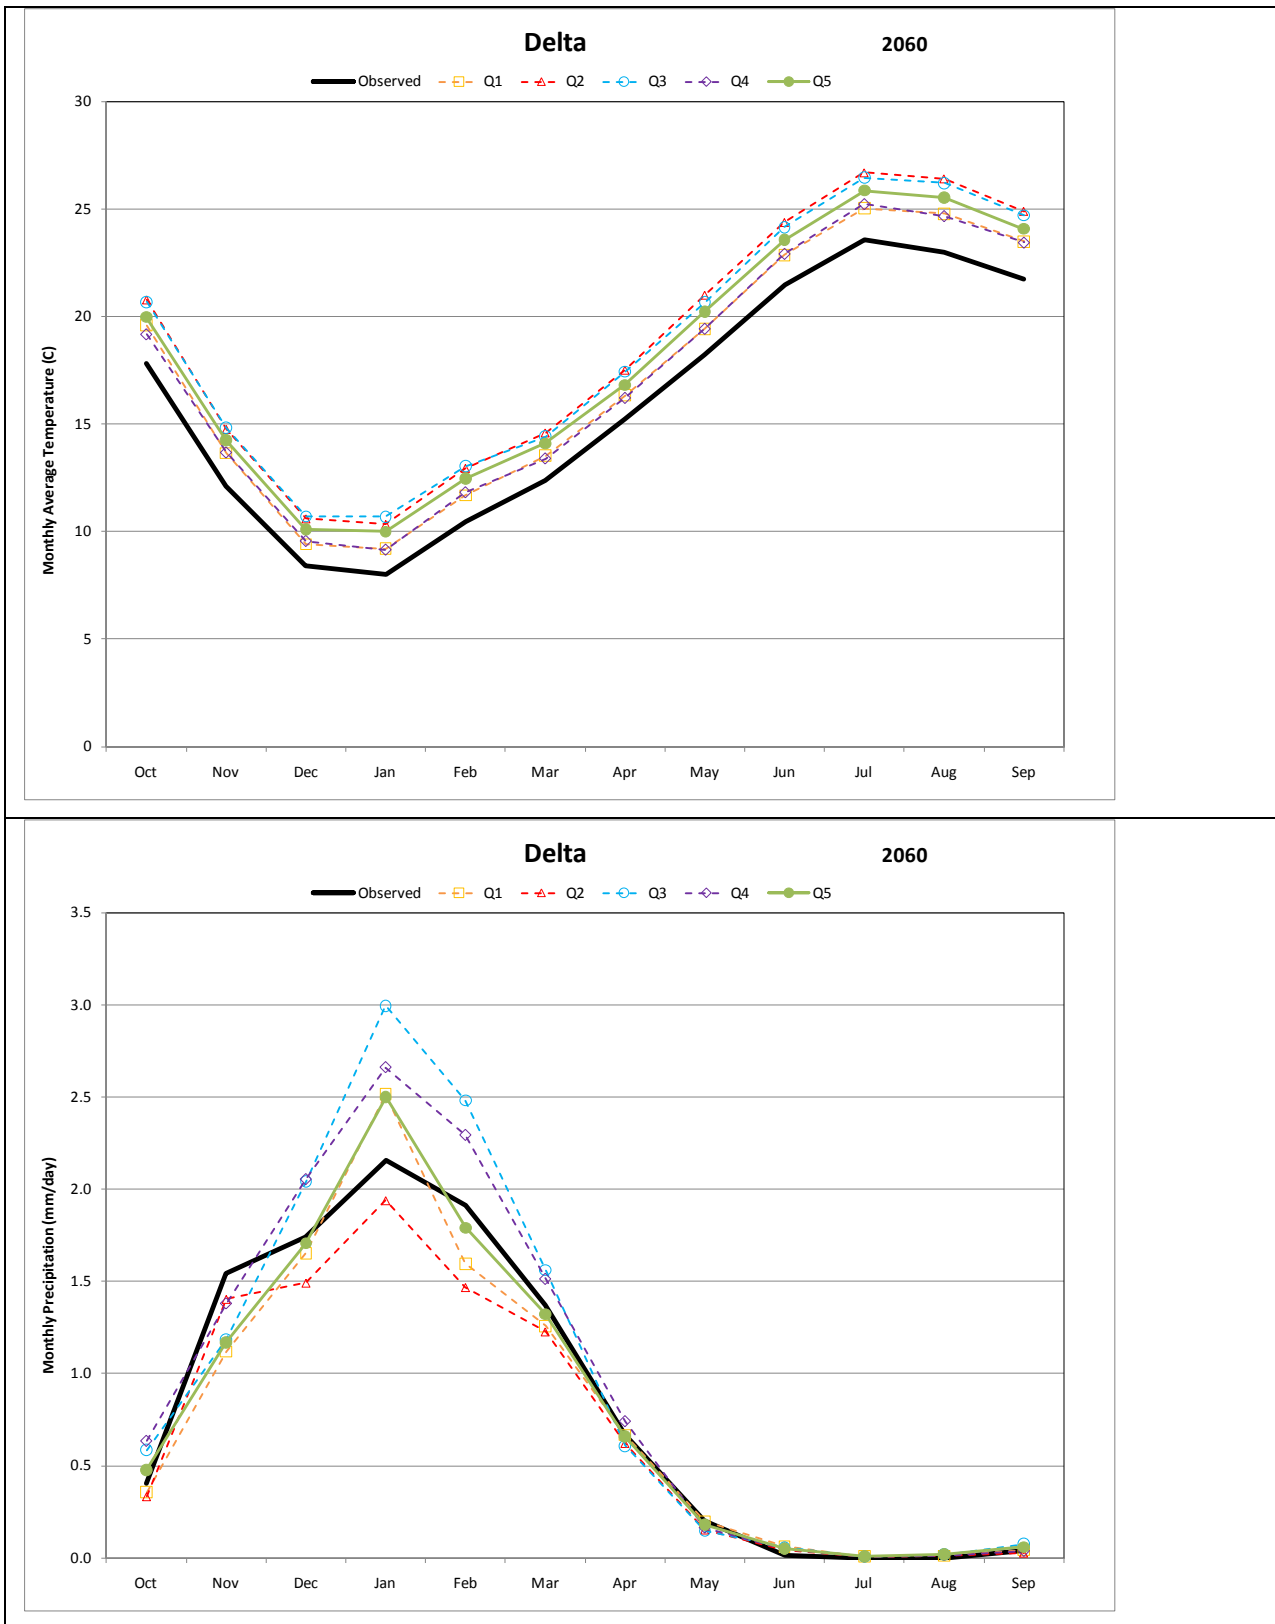 Delta 2060
Observed Q1 Q2 Q3 Q4 Q5
30
25
20
15
10
5
0
Monthly Average Temperature (C)
Oct Nov Dec Jan Feb Mar Apr May Jun Jul Aug Sep
Delta 2060
Observed Q1 Q2 Q3 Q4 Q5
3.5
3.0
2.5
2.0
1.5
1.0
0.5
0.0
Monthly Precipitation (mm/day)
Oct Nov Dec Jan Feb Mar Apr May Jun Jul Aug Sep